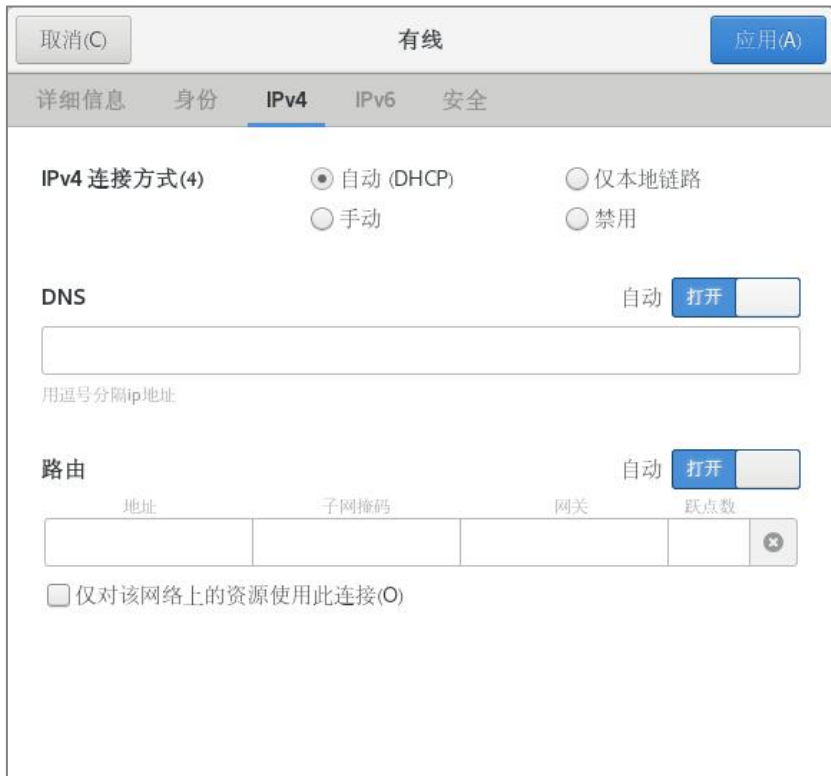 取消(C) 有线 应用(A)
详细信息 身份 IPv4 IPv6 安全
IPv4 连接方式(4) 自动 (DHCP) 仅本地链路
手动 禁用
DNS 自动 打开
用逗号分隔ip地址
路由 自动 打开
地址 子网掩码 网关 跃点数
仅对该网络上的资源使用此连接(O)